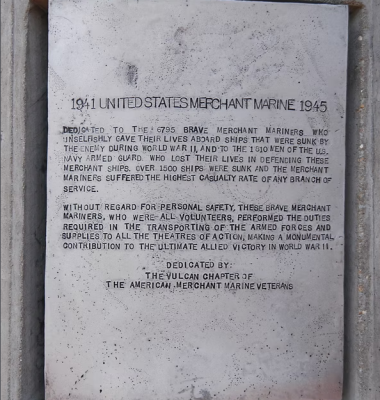 1941 UNITED STATES MERCHANT MARINE 1945
DEDICATED TO THE 6795 BRAVE MERCHANT MARINERS WHO
UNSELFISHLY GAVE THEIR LIVES ABOARD SHIPS THAT WERE SUNK BY
THE ENEMY DURING WORLD WAR II, AND TO THE 1810 MEN OF THE U.S.
NAVY ARMED GUARD. WHO LOST THEIR LIVES IN DEFENDING THESE
MERCHANT SHIPS. OVER 1500 SHIPS WERE SUNK AND THE MERCHANT
MARINERS SUFFERED THE HIGHEST CASUALTY RATE OF ANY BRANCH OF
SERVICE.
WITHOUT REGARD FOR PERSONAL SAFETY, THESE BRAVE MERCHANT
MARINERS, WHO WERE ALL VOLUNTEERS, PERFORMED THE DUTIES
REQUIRED IN THE TRANSPORTING OF THE ARMED FORCES AND
SUPPLIES TO ALL THE THEATRES OF ACTION, MAKING A MONUMENTAL
CONTRIBUTION TO THE ULTIMATE ALLIED VICTORY IN WORLD WAR II.
DEDICATED BY:
THE VULCAN CHAPTER OF
THE AMERICAN MERCHANT MARINE VETERANS